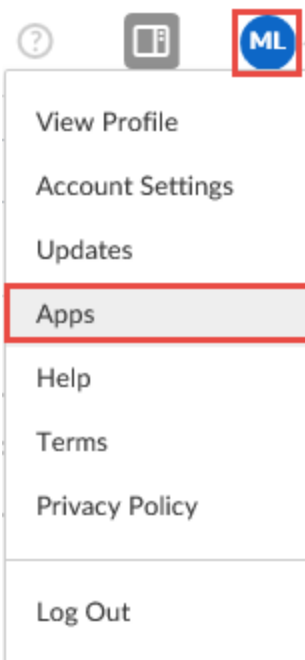 ?
ML
View Profile
Account Settings
Updates
Apps
Help
Terms
Privacy Policy
Log Out